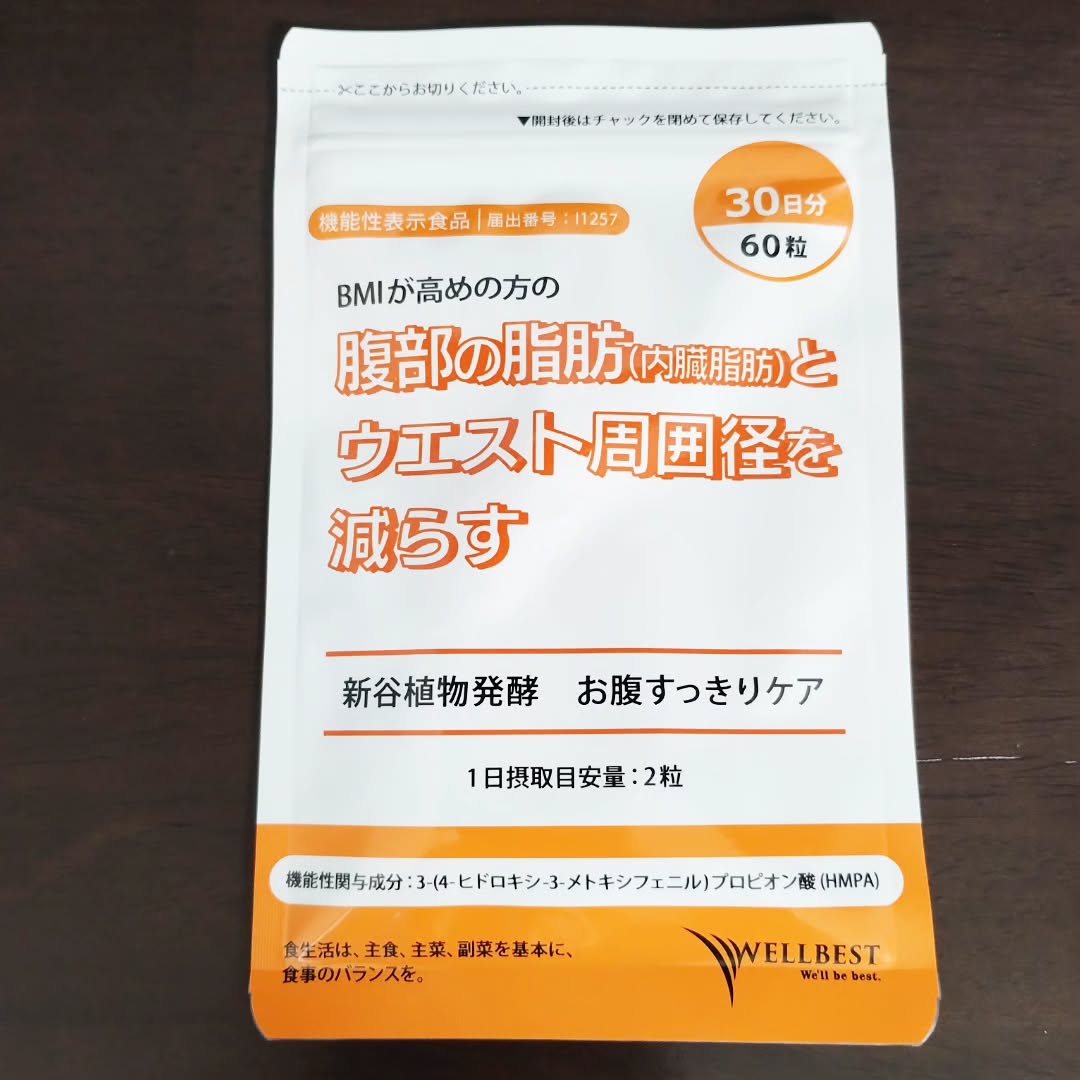 ✂ここからお切りください。
▼開封後はチャックを閉めて保存してください。
30日分
60粒
機能性表示食品｜届出番号：I1257
BMIが高めの方の
腹部の脂肪(内臓脂肪)と
ウエスト周囲径を
減らす
新谷植物発酵　お腹すっきりケア
1日摂取目安量：2粒
機能性関与成分：3-(4-ヒドロキシ-3-メトキシフェニル)プロピオン酸(HMPA)
食生活は、主食、主菜、副菜を基本に、
食事のバランスを。
WELLBEST
We'll be best.